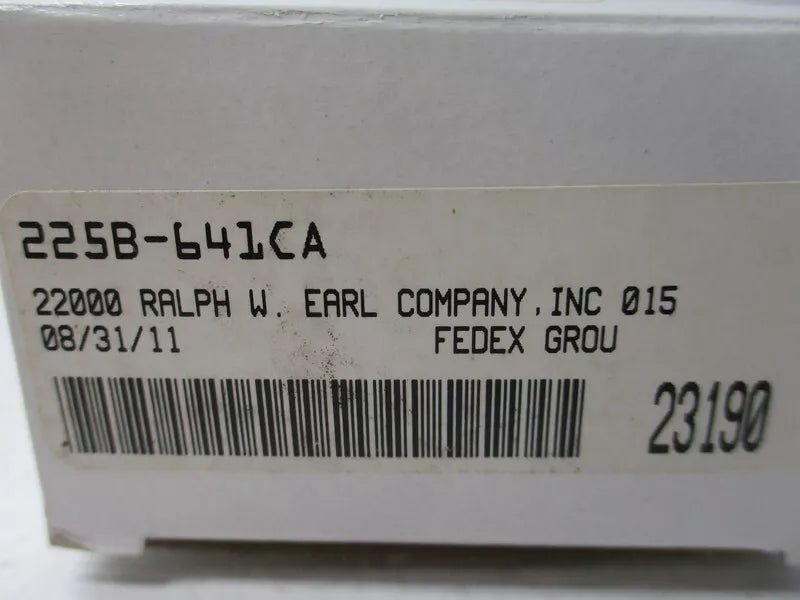 225B-641CA
22000 RALPH W. EARL COMPANY, INC 015
08/31/11 FEDEX GROU
23190